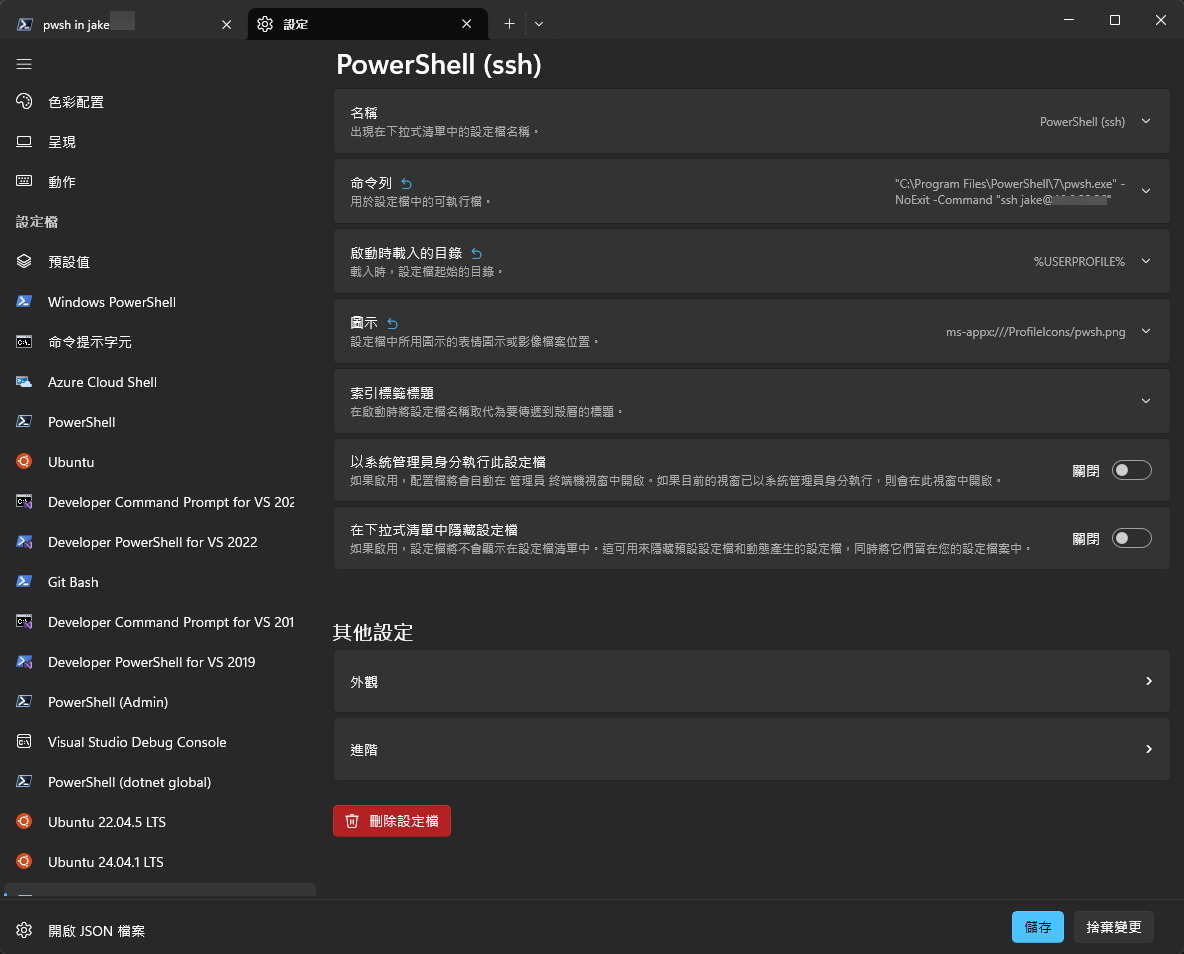 pwsh in jake
設定
色彩配置
呈現
動作
設定檔
預設值
Windows PowerShell
命令提示字元
Azure Cloud Shell
PowerShell
Ubuntu
Developer Command Prompt for VS 202
Developer PowerShell for VS 2022
Git Bash
Developer Command Prompt for VS 201
Developer PowerShell for VS 2019
PowerShell (Admin)
Visual Studio Debug Console
PowerShell (dotnet global)
Ubuntu 22.04.5 LTS
Ubuntu 24.04.1 LTS
開啟 JSON 檔案
PowerShell (ssh)
名稱
出現在下拉式清單中的設定檔名稱。
PowerShell (ssh)
命令列
用於設定檔中的可執行檔。
"C:\Program Files\PowerShell\7\pwsh.exe" -
NoExit -Command "ssh jake@ "
啟動時載入的目錄
載入時，設定檔起始的目錄。
%USERPROFILE%
圖示
設定檔中所用圖示的表情圖示或影像檔案位置。
ms-appx:///ProfileIcons/pwsh.png
索引標籤標題
在啟動時將設定檔名稱取代為要傳遞到殼層的標題。
以系統管理員身分執行此設定檔
如果啟用，配置檔將會自動在 管理員 終端機視窗中開啟。如果目前的視窗已以系統管理員身分執行，則會在此視窗中開啟。
關閉
在下拉式清單中隱藏設定檔
如果啟用，設定檔將不會顯示在設定檔清單中。這可用來隱藏預設設定檔和動態產生的設定檔，同時將它們留在您的設定檔案中。
關閉
其他設定
外觀
進階
刪除設定檔
儲存
捨棄變更